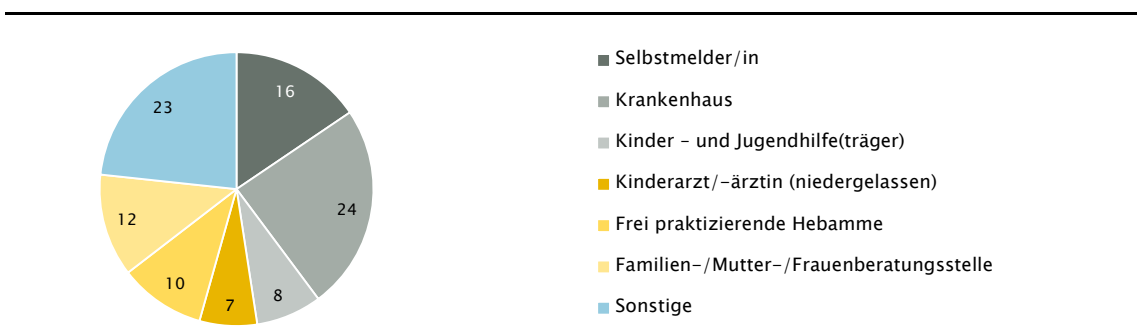 16
24
8
7
10
12
23
Selbstmelder/in
Krankenhaus
Kinder - und Jugendhilfe(träger)
Kinderarzt/-ärztin (niedergelassen)
Frei praktizierende Hebamme
Familien-/Mutter-/Frauenberatungsstelle
Sonstige